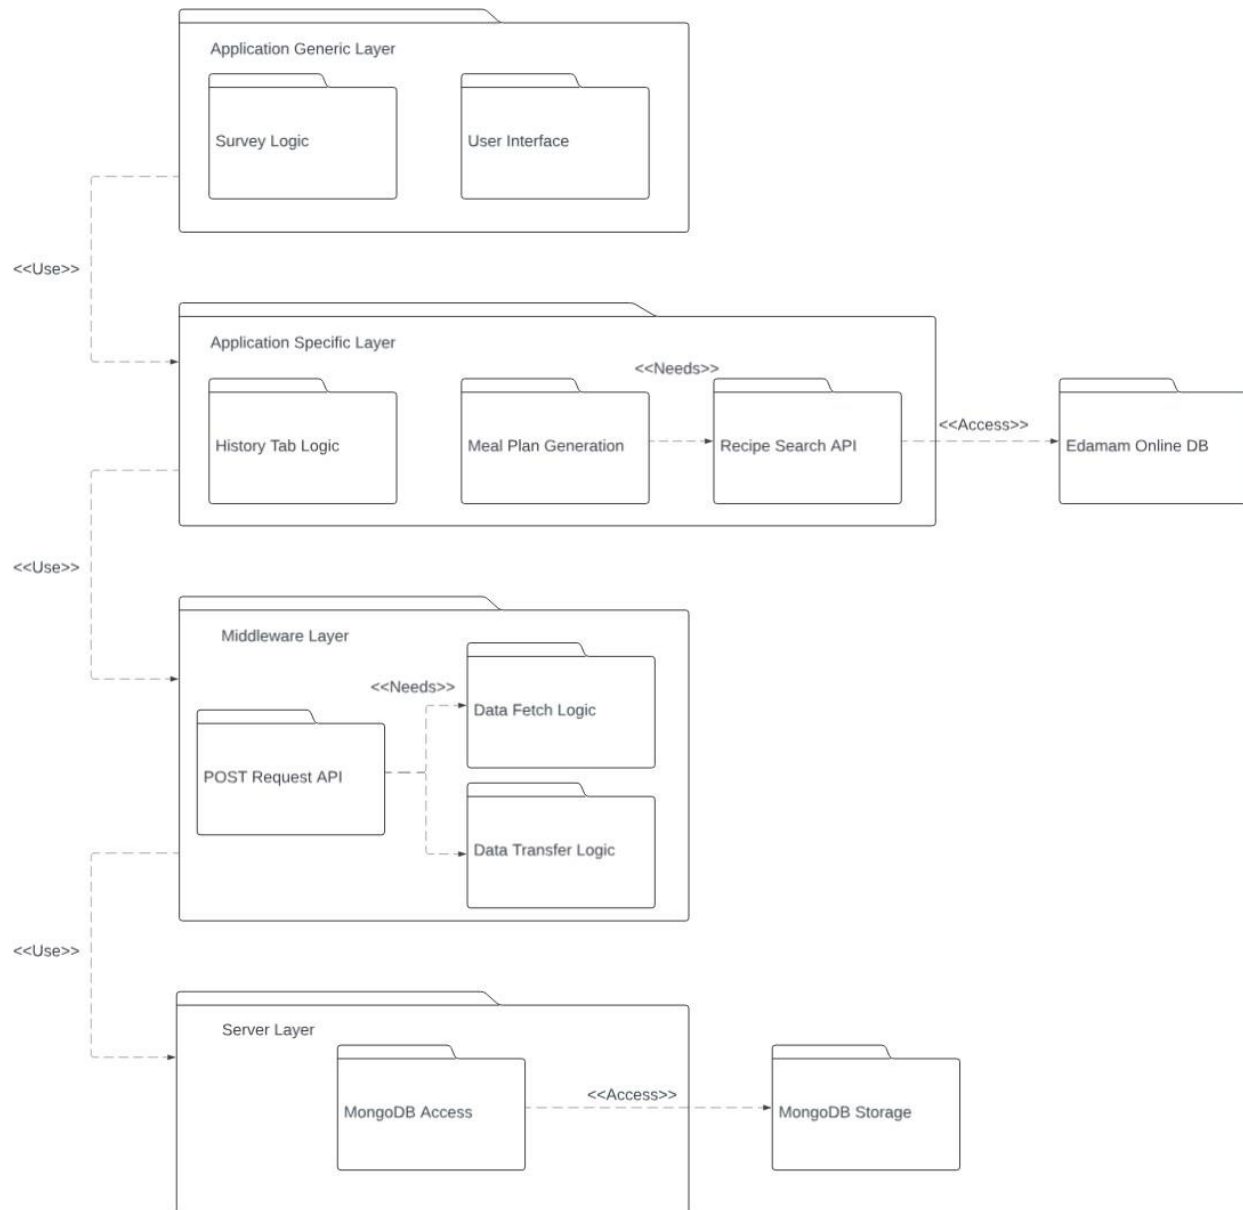 Application Generic Layer
Survey Logic
User Interface
<<Use>>
Application Specific Layer
<<Needs>>
History Tab Logic
Meal Plan Generation
Recipe Search API
<<Access>>
Edamam Online DB
<<Use>>
Middleware Layer
<<Needs>>
Data Fetch Logic
POST Request API
Data Transfer Logic
<<Use>>
Server Layer
MongoDB Access
<<Access>>
MongoDB Storage